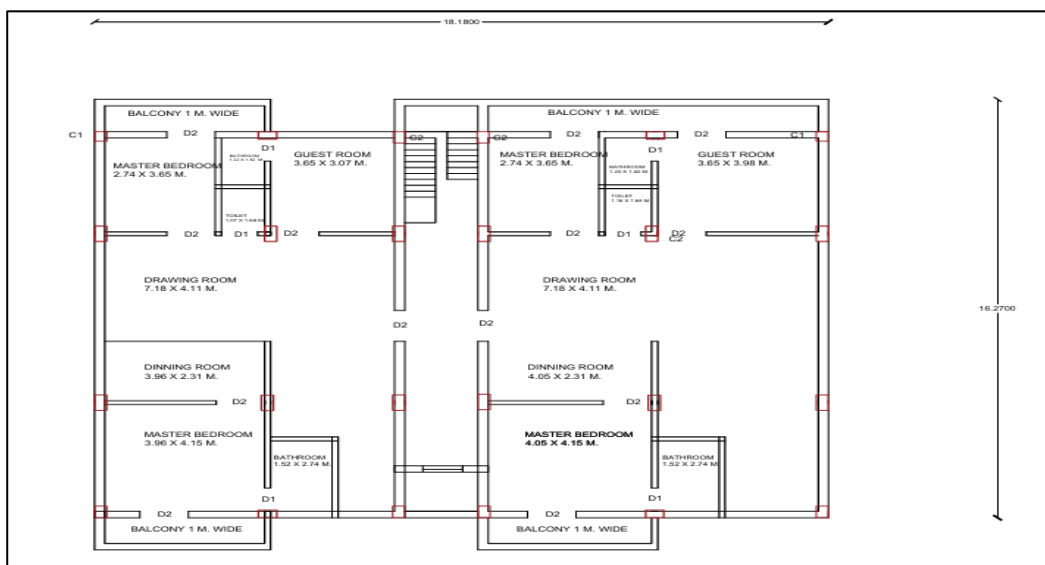 18.1800
BALCONY 1 M. WIDE
BALCONY 1 M. WIDE
C1
D2
C2
C2
D2
D2
C1
D1
D1
GUEST ROOM
3.65 X 3.07 M.
GUEST ROOM
3.65 X 3.98 M.
MASTER BEDROOM
2.74 X 3.65 M.
MASTER BEDROOM
2.74 X 3.65 M.
BATHROOM
BATHROOM
TOILET
TOILET
D2
D1
D2
D2
D1
D2
C2
DRAWING ROOM
7.18 X 4.11 M.
DRAWING ROOM
7.18 X 4.11 M.
16.2700
D2
D2
DINNING ROOM
3.96 X 2.31 M.
DINNING ROOM
4.05 X 2.31 M.
D2
D2
MASTER BEDROOM
3.96 X 4.15 M.
MASTER BEDROOM
4.05 X 4.15 M.
BATHROOM
1.52 X 2.74 M.
BATHROOM
1.52 X 2.74 M.
D1
D1
D2
D2
BALCONY 1 M. WIDE
BALCONY 1 M. WIDE